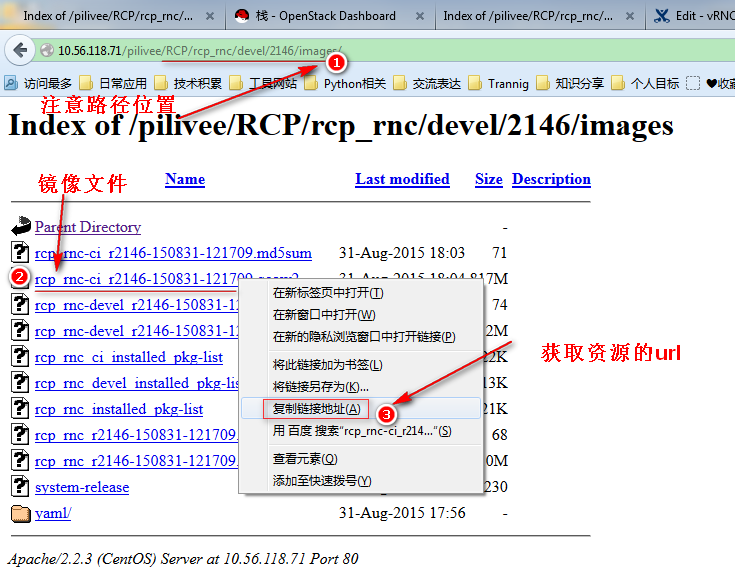 Index of /pilivee/RCP/rcp_rnc/...
栈 - OpenStack Dashboard
Index of /pilivee/RCP/rcp_rnc/...
Edit - vRNC
10.56.118.71/pilivee/RCP/rcp_rnc/devel/2146/images/
1
访问最多 日常应用 技术积累 工具网站 Python相关 交流表达 Trannig 知识分享 个人目标 ♥收藏
注意路径位置
Index of /pilivee/RCP/rcp_rnc/devel/2146/images
镜像文件
Name Last modified Size Description
Parent Directory -
rcp_rnc-ci_r2146-150831-121709.md5sum 31-Aug-2015 18:03 71
2
rcp_rnc-ci_r2146-150831-121709 31-Aug-2015 18:04 817M
在新标签页中打开(T)
rcp_rnc-devel_r2146-150831-12 74
在新窗口中打开(W)
rcp_rnc-devel_r2146-150831-12 2M
在新的隐私浏览窗口中打开链接(P)
rcp_rnc_ci_installed_pkg-list 22K
获取资源的url
将此链接加为书签(L)
rcp_rnc_devel_installed_pkg-list 13K
将链接另存为(K)...
rcp_rnc_installed_pkg-list 21K
复制链接地址(A)
3
rcp_rnc_r2146-150831-121709. 68
用 百度 搜索“rcp_rnc-ci_r214...”(S)
rcp_rnc_r2146-150831-121709. 0M
查看元素(Q)
system-release 230
添加至快速拨号(Y)
yaml/ 31-Aug-2015 17:56 -
Apache/2.2.3 (CentOS) Server at 10.56.118.71 Port 80